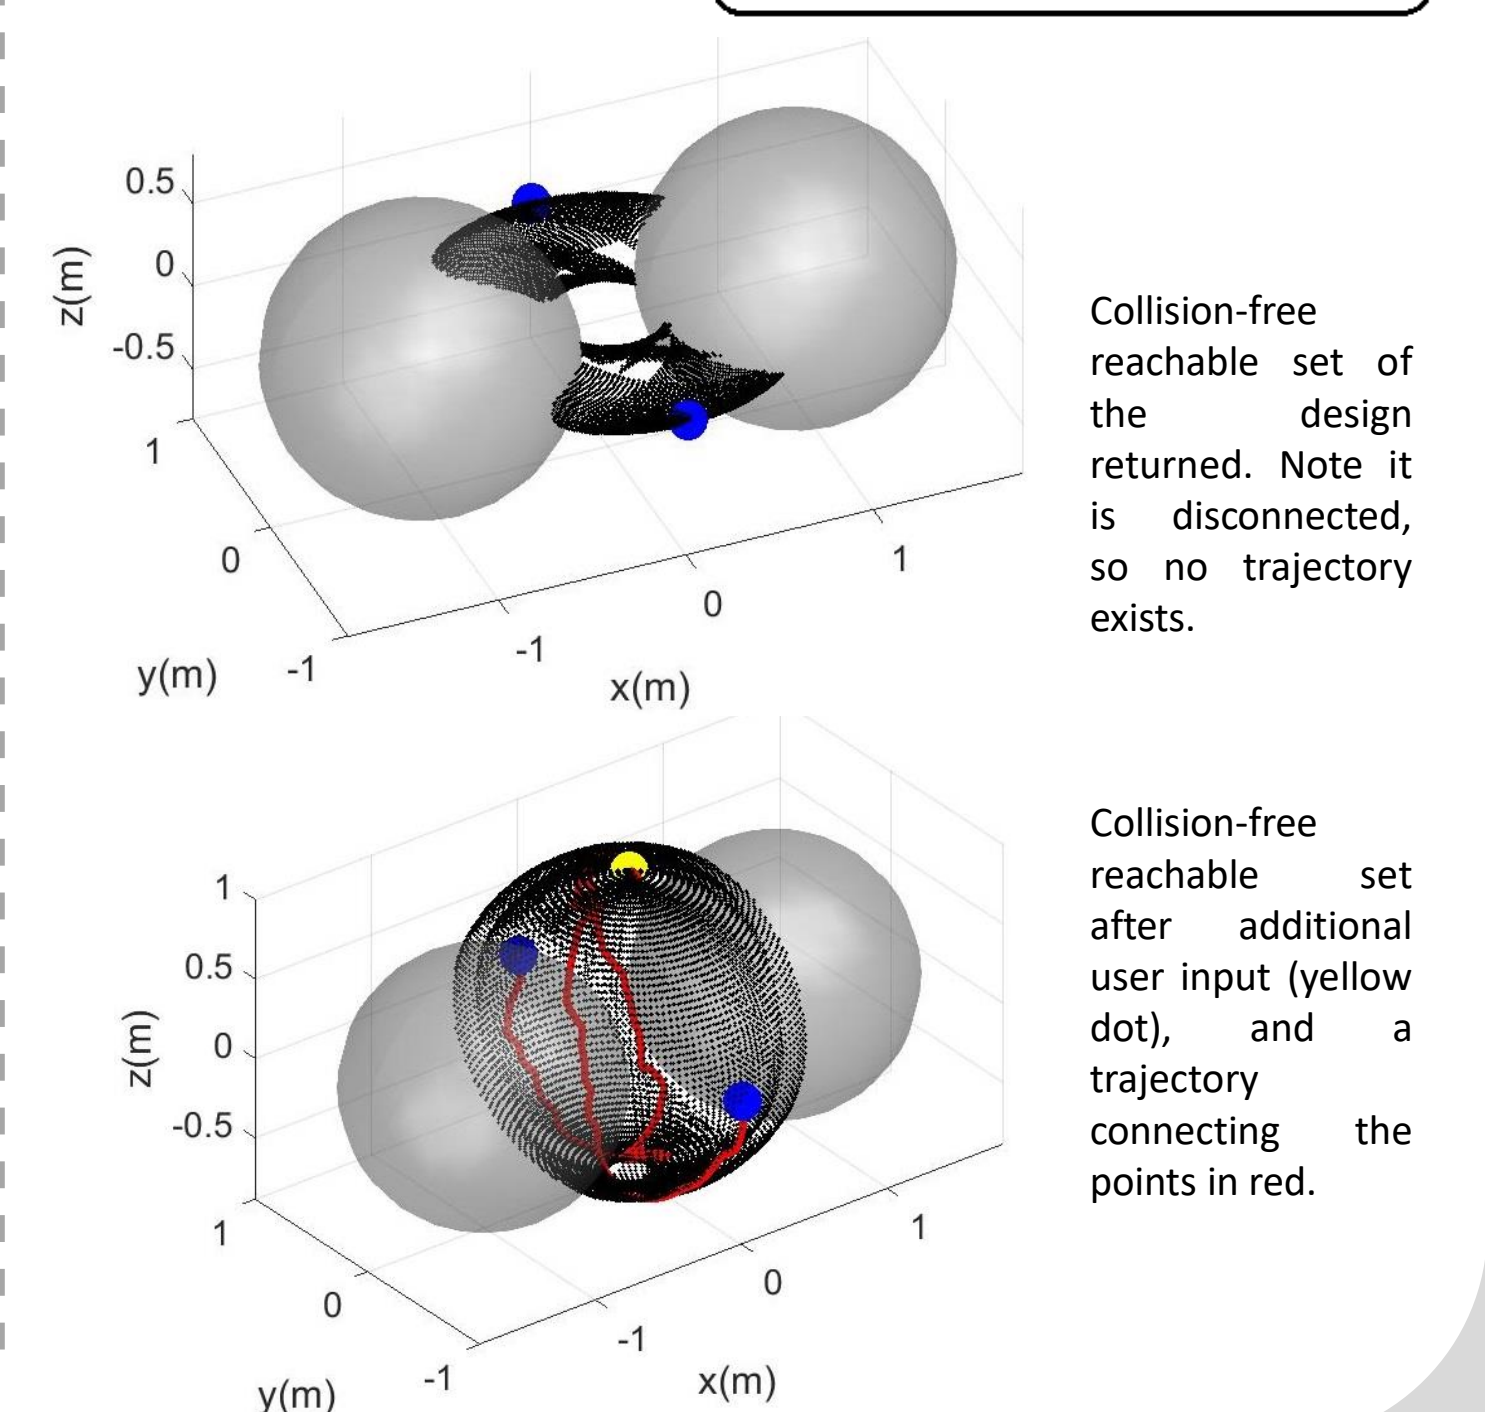 0.5
0
-0.5
z(m)
1
0
-1
y(m)
-1
0
1
x(m)
Collision-free
reachable set of
the design
returned. Note it
is disconnected,
so no trajectory
exists.
1
0.5
0
-0.5
z(m)
1
0
-1
y(m)
-1
0
1
x(m)
Collision-free
reachable set
after additional
user input (yellow
dot), and a
trajectory
connecting the
points in red.